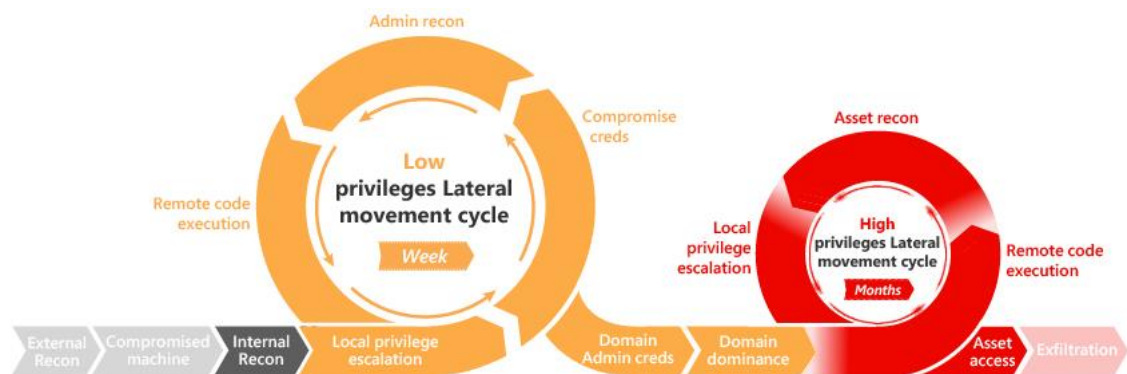 Admin recon
Compromise
creds
Low
privileges Lateral
movement cycle
Week
Remote code
execution
Asset recon
High
privileges Lateral
movement cycle
Months
Local
privilege
escalation
Remote code
execution
External
Recon
Compromised
machine
Internal
Recon
Local privilege
escalation
Domain
Admin creds
Domain
dominance
Asset
access
Exfiltration